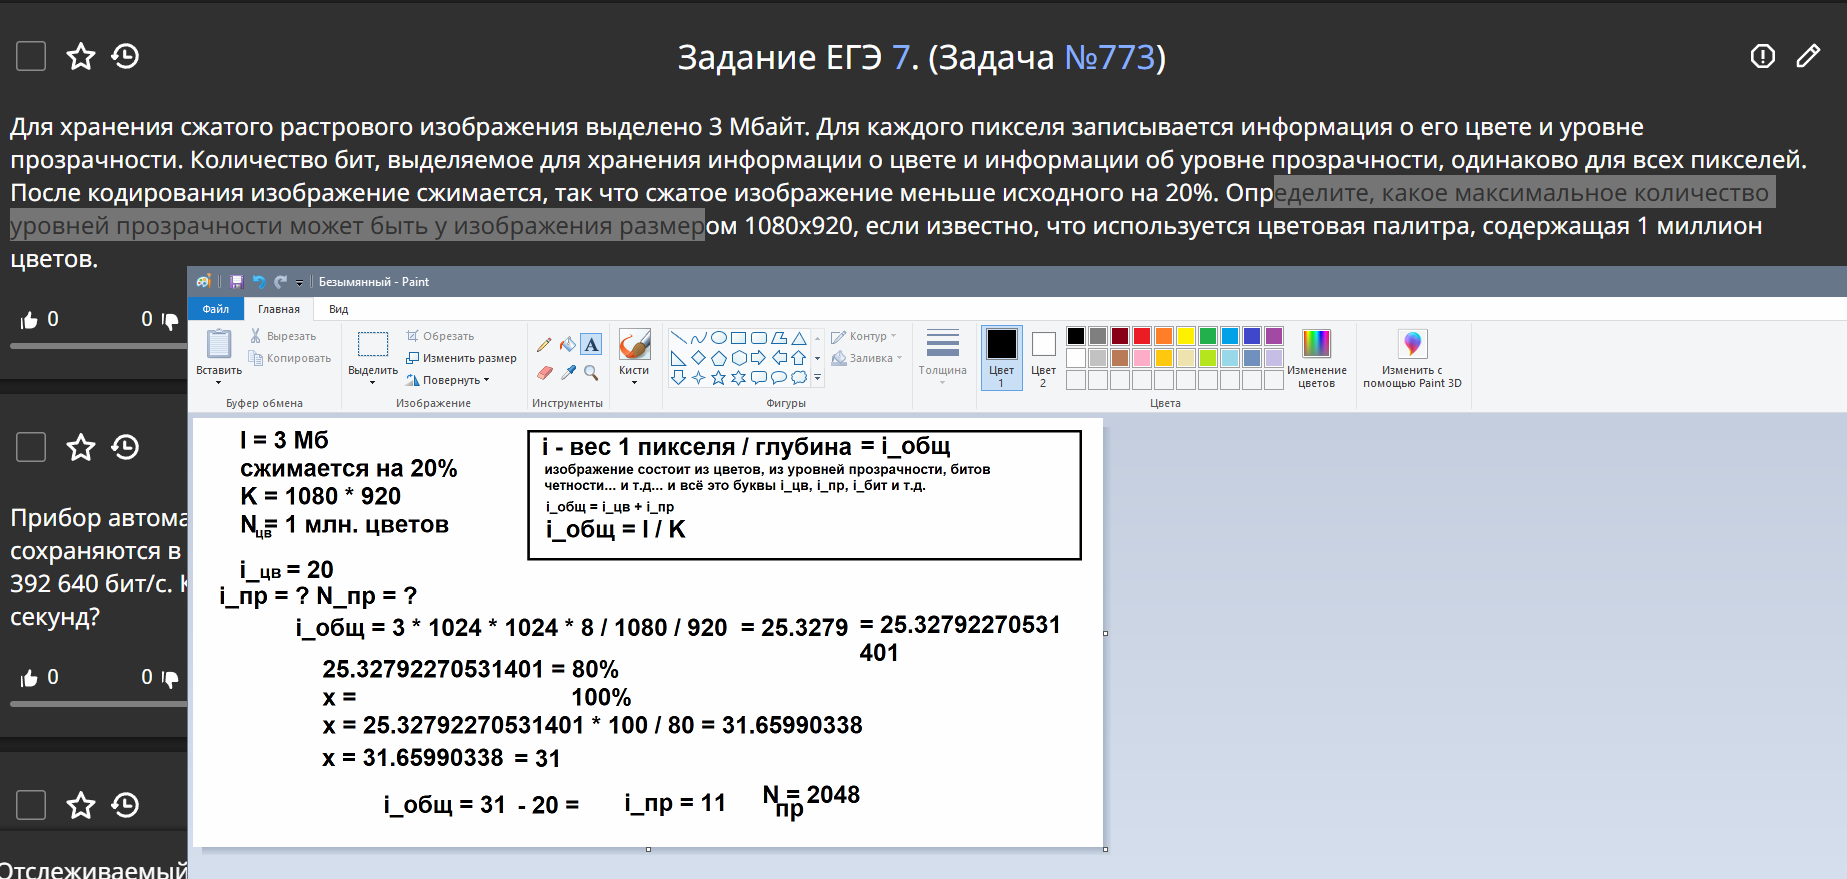 Задание ЕГЭ 7. (Задача №773)
Для хранения сжатого растрового изображения выделено 3 Мбайт. Для каждого пикселя записывается информация о его цвете и уровне
прозрачности. Количество бит, выделяемое для хранения информации о цвете и информации об уровне прозрачности, одинаково для всех пикселей.
После кодирования изображение сжимается, так что сжатое изображение меньше исходного на 20%. Определите, какое максимальное количество
уровней прозрачности может быть у изображения размером 1080x920, если известно, что используется цветовая палитра, содержащая 1 миллион
цветов.
0 0
Безымянный - Paint
Файл Главная Вид
Вставить
Вырезать
Копировать
Буфер обмена
Выделить
Обрезать
Изменить размер
Повернуть
Изображение
A
Инструменты
Кисти
Контур
Заливка
Фигуры
Толщина
Цвет
1
Цвет
2
Изменение
цветов
Цвета
Изменить с
помощью Paint 3D
I = 3 Мб
сжимается на 20%
K = 1080 * 920
N_цв = 1 млн. цветов
i - вес 1 пикселя / глубина = i_общ
изображение состоит из цветов, из уровней прозрачности, битов
четности... и т.д... и всё это буквы i_цв, i_пр, i_бит и т.д.
i_общ = i_цв + i_пр
i_общ = I / K
i_цв = 20
i_пр = ? N_пр = ?
i_общ = 3 * 1024 * 1024 * 8 / 1080 / 920 = 25.3279 = 25.32792270531
401
25.32792270531401 = 80%
x = 100%
x = 25.32792270531401 * 100 / 80 = 31.65990338
x = 31.65990338 = 31
i_общ = 31 - 20 = i_пр = 11 N_пр = 2048
Прибор автома
сохраняются в
392 640 бит/с. К
секунд?
0 0
Отслеживаемый